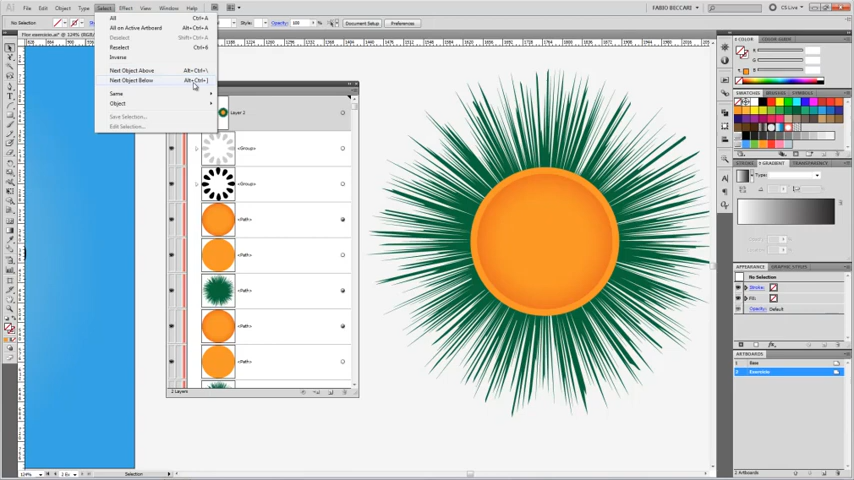 Ai File Edit Object Type Select Effect View Window Help
FABIO BECCARI
CS Live
No Selection
Style:
Opacity: 100
Document Setup
Preferences
All Ctrl+A
All on Active Artboard Alt+Ctrl+A
Deselect Shift+Ctrl+A
Reselect Ctrl+6
Inverse
Next Object Above Alt+Ctrl+\
Next Object Below Alt+Ctrl+]
Same
Object
Save Selection...
Edit Selection...
Layer 2
<Group>
<Group>
<Path>
<Path>
<Path>
<Path>
<Path>
2 Layers
COLOR
COLOR GUIDE
SWATCHES
BRUSHES
SYMBOLS
GRADIENT
TRANSPARENCY
Type:
APPEARANCE
GRAPHIC STYLES
No Selection
Stroke:
Fill:
Opacity: Default
ARTBOARDS
Exercicio
124%
Selection
2 Artboards